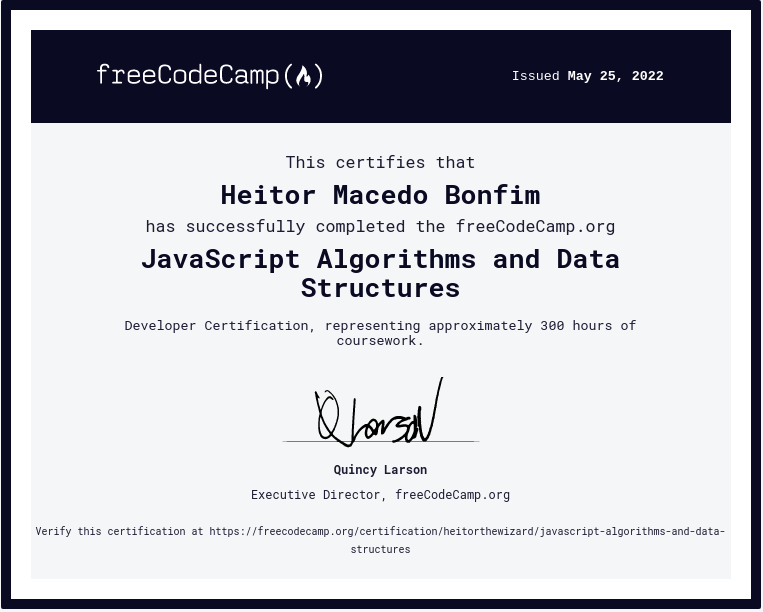 freeCodeCamp(🔥)
Issued May 25, 2022
This certifies that
Heitor Macedo Bonfim
has successfully completed the freeCodeCamp.org
JavaScript Algorithms and Data
Structures
Developer Certification, representing approximately 300 hours of
coursework.
Quincy Larson
Executive Director, freeCodeCamp.org
Verify this certification at https://freecodecamp.org/certification/heitorthewizard/javascript-algorithms-and-data-
structures